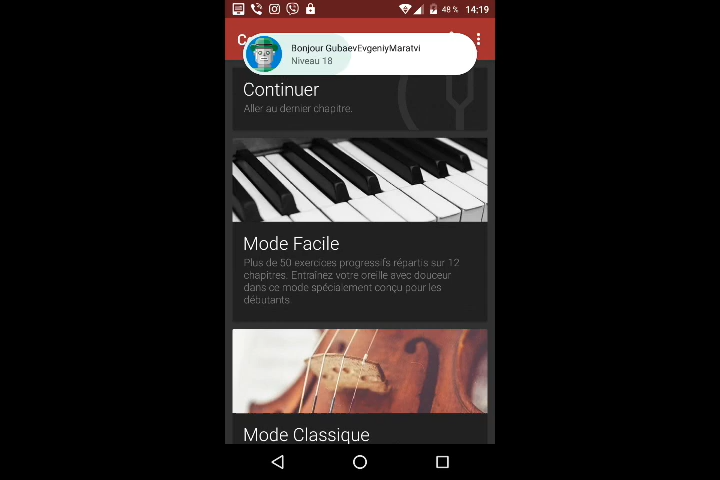 48 %
14:19
Bonjour GubaevEvgeniyMaratvi
Niveau 18
Continuer
Aller au dernier chapitre.
Mode Facile
Plus de 50 exercices progressifs répartis sur 12
chapitres. Entraînez votre oreille avec douceur
dans ce mode spécialement conçu pour les
débutants.
Mode Classique